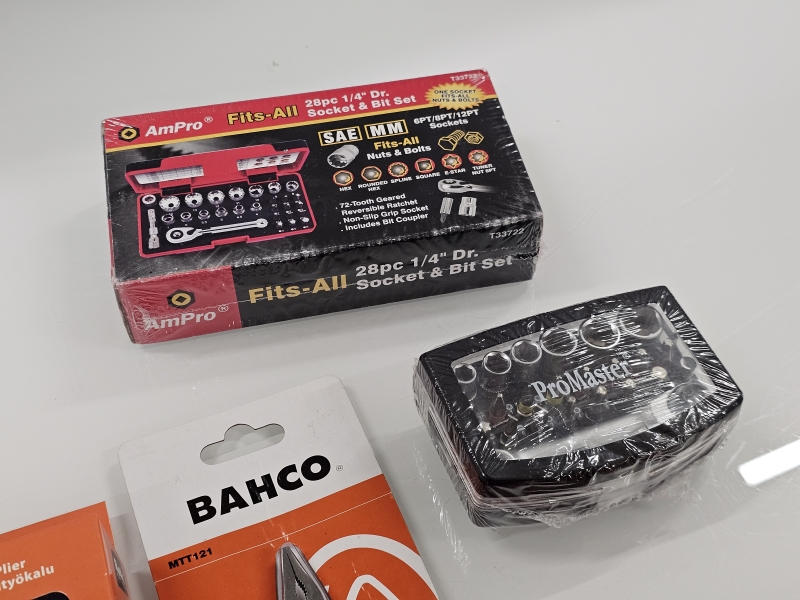 T33722
AmPro®
Fits-All
28pc 1/4" Dr.
Socket & Bit Set
ONE SOCKET
FITS-ALL
NUTS & BOLTS
SAE MM
6PT/8PT/12PT
Sockets
Fits-All
Nuts & Bolts
HEX
ROUNDED
HEX
SPLINE
SQUARE
E-STAR
TUNER
NUT 6PT
. 72-Tooth Geared
Reversible Ratchet
. Non-Slip Grip Socket
. Includes Bit Coupler
T33722
AmPro®
Fits-All
28pc 1/4" Dr.
Socket & Bit Set
ProMaster®
BAHCO®
MTT121
Plier
työkalu